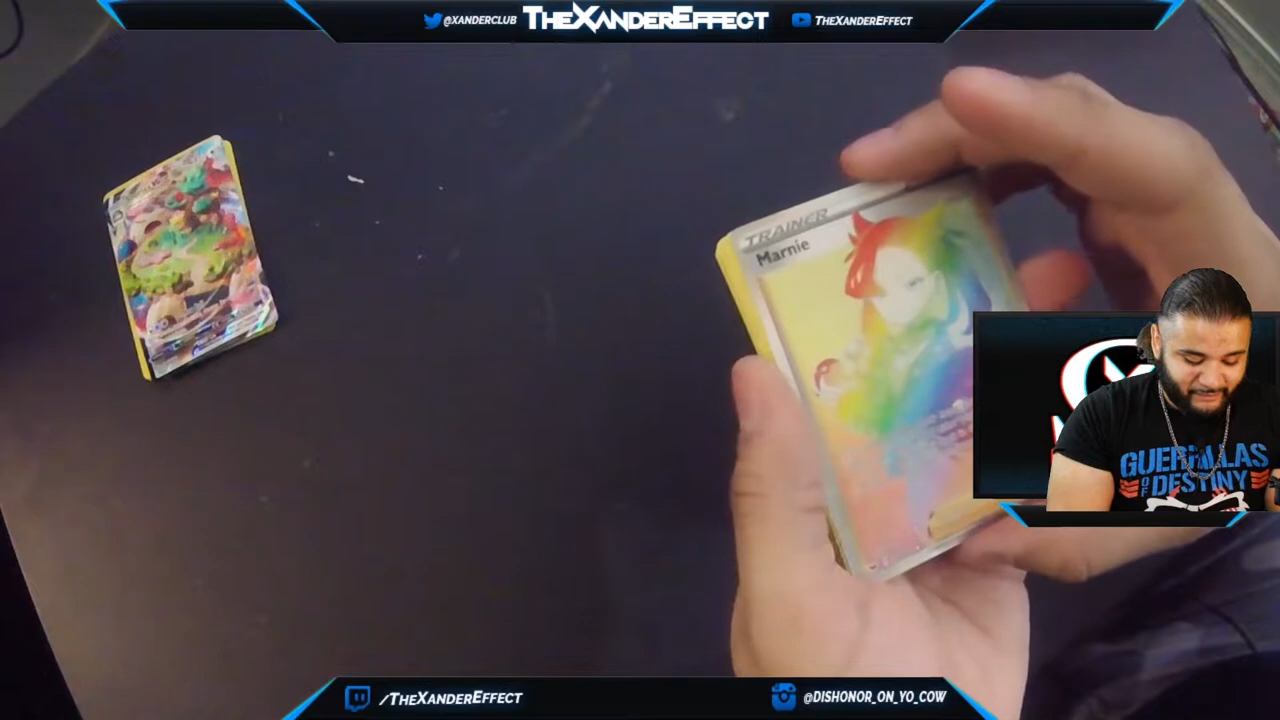 @XANDERCLUB
THEXANDEREFFECT
THEXANDEREFFECT
TRAINER
Marnie
GUERRILLAS
OF
DESTINY
/THEXANDEREFFECT
@DISHONOR_ON_YO_COW